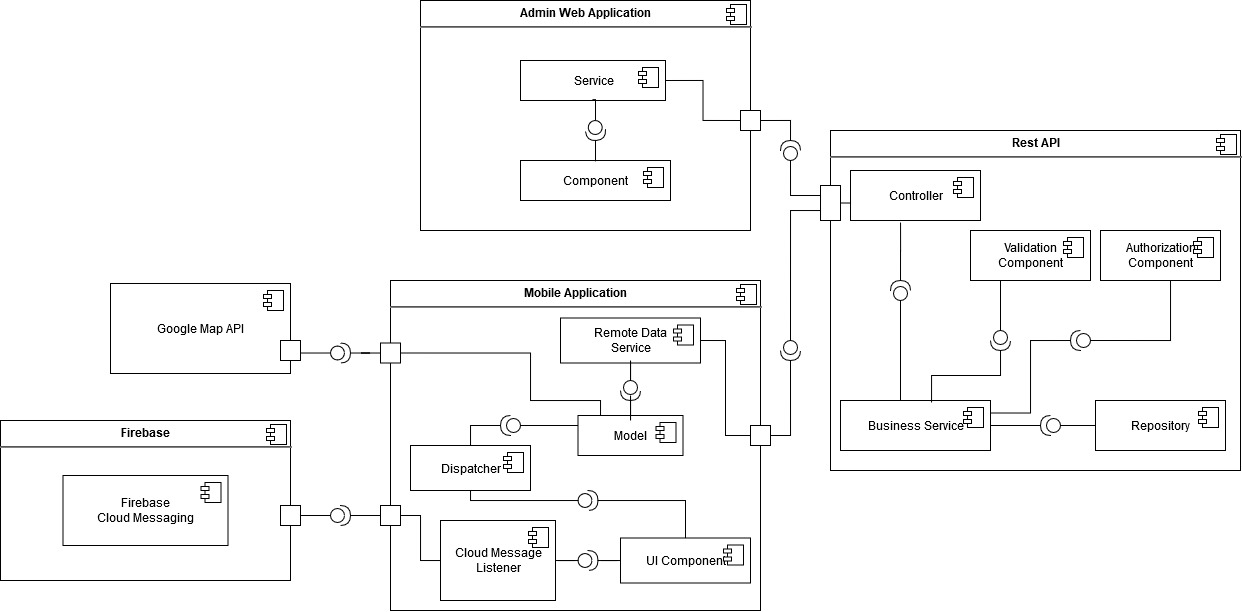 Admin Web Application
Service
Component
Rest API
Controller
Validation
Component
Authorization
Component
Business Service
Repository
Google Map API
Mobile Application
Remote Data
Service
Model
Dispatcher
Cloud Message
Listener
UI Component
Firebase
Firebase
Cloud Messaging